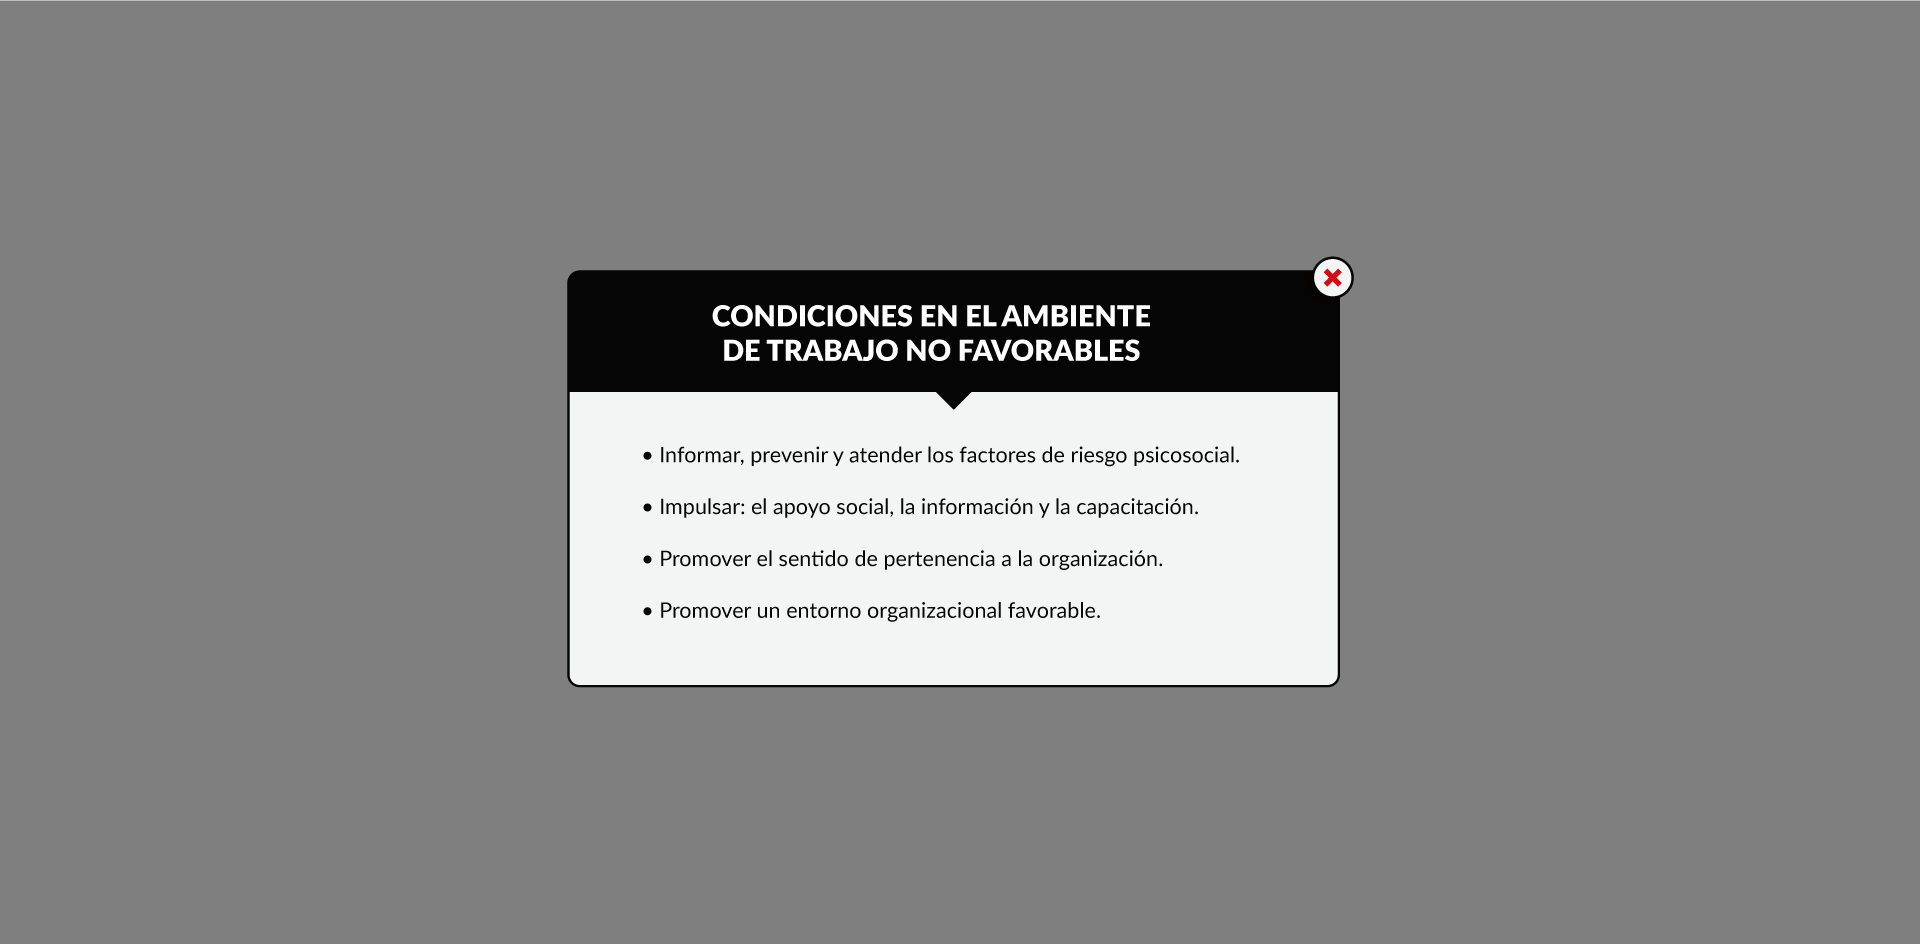 CONDICIONES EN EL AMBIENTE
DE TRABAJO NO FAVORABLES
• Informar, prevenir y atender los factores de riesgo psicosocial.
• Impulsar: el apoyo social, la información y la capacitación.
• Promover el sentido de pertenencia a la organización.
• Promover un entorno organizacional favorable.